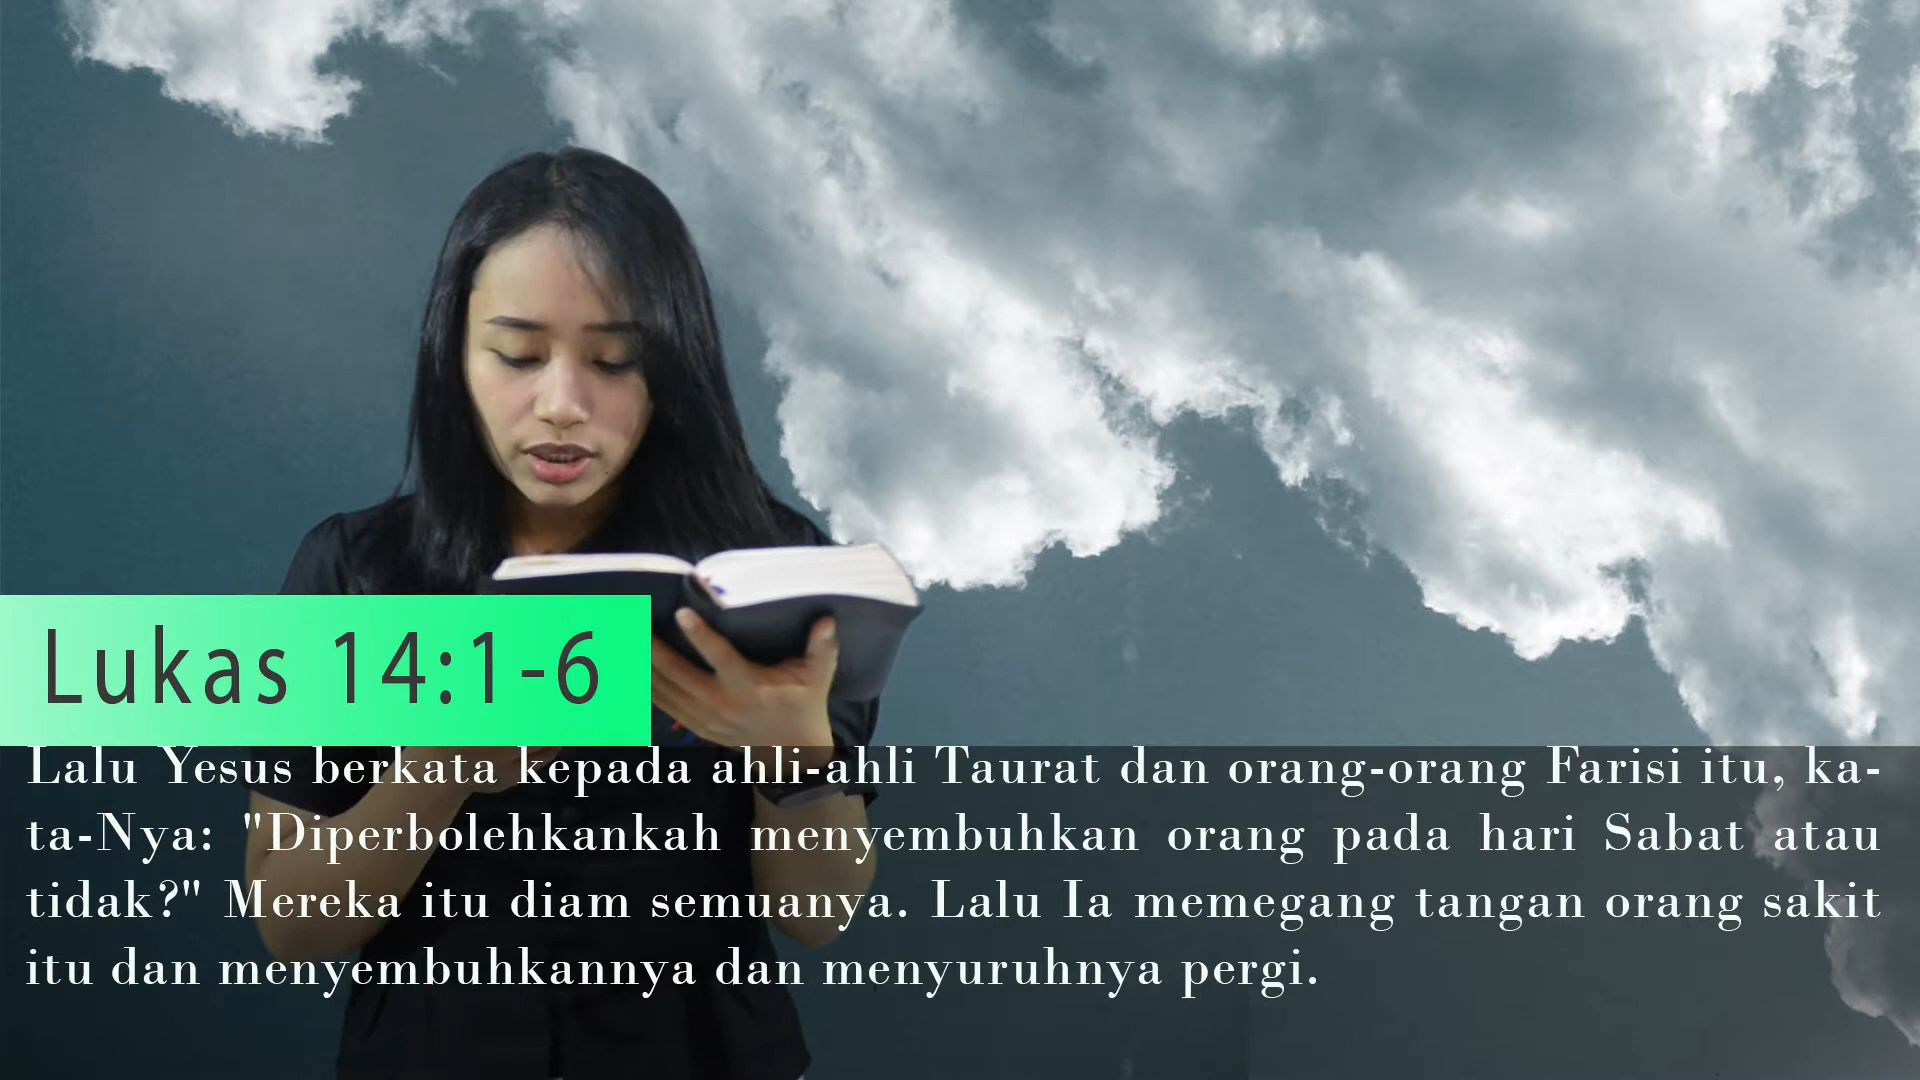 Lukas 14:1-6
Lalu Yesus berkata kepada ahli-ahli Taurat dan orang-orang Farisi itu, ka-
ta-Nya: "Diperbolehkankah menyembuhkan orang pada hari Sabat atau
tidak?" Mereka itu diam semuanya. Lalu Ia memegang tangan orang sakit
itu dan menyembuhkannya dan menyuruhnya pergi.